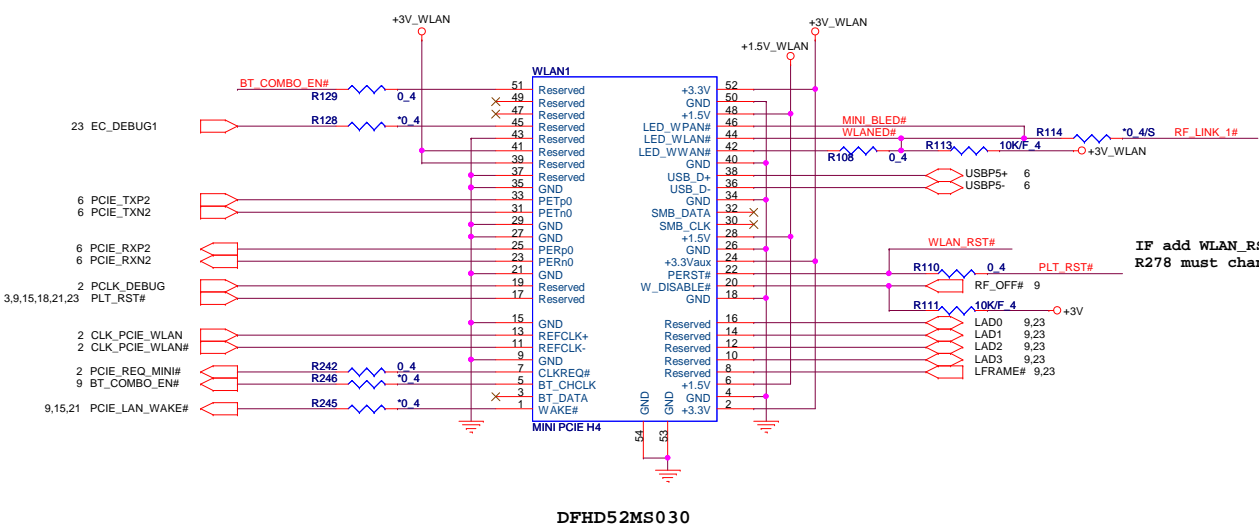 +3V_WLAN
+3V_WLAN
+1.5V_WLAN
WLAN1
BT_COMBO_EN#
R129 0_4
51 Reserved +3.3V 52
49 Reserved GND 50
47 Reserved +1.5V 48
23 EC_DEBUG1 R128 *0_4 45 Reserved LED_WPAN# 46 MINI_BLED#
43 Reserved LED_WLAN# 44 WLANED# R114 *0_4/S RF_LINK_1#
41 Reserved LED_WWAN# 42 R108 0_4 R113 10K/F_4 +3V_WLAN
39 Reserved GND 40
37 Reserved USB_D+ 38 USBP5+ 6
35 GND USB_D- 36 USBP5- 6
6 PCIE_TXP2 33 PETp0 GND 34
6 PCIE_TXN2 31 PETn0 SMB_DATA 32
29 GND SMB_CLK 30
27 GND +1.5V 28
6 PCIE_RXP2 25 PERp0 GND 26 WLAN_RST#
6 PCIE_RXN2 23 PERn0 +3.3Vaux 24
21 GND PERST# 22 R110 0_4 PLT_RST#
2 PCLK_DEBUG 19 Reserved W_DISABLE# 20 RF_OFF# 9
3,9,15,18,21,23 PLT_RST# 17 Reserved GND 18
R111 10K/F_4 +3V
15 GND Reserved 16 LAD0 9,23
2 CLK_PCIE_WLAN 13 REFCLK+ Reserved 14 LAD1 9,23
2 CLK_PCIE_WLAN# 11 REFCLK- Reserved 12 LAD2 9,23
9 GND Reserved 10 LAD3 9,23
2 PCIE_REQ_MINI# R242 0_4 7 CLKREQ# Reserved 8 LFRAME# 9,23
9 BT_COMBO_EN# R246 *0_4 5 BT_CHCLK +1.5V 6
3 BT_DATA GND 4
9,15,21 PCIE_LAN_WAKE# R245 *0_4 1 WAKE# +3.3V 2
GND GND
MINI PCIE H4
54 53
IF add WLAN_RS
R278 must chan
DFHD52MS030